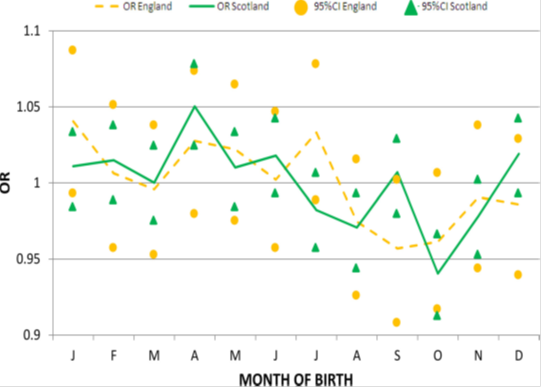 OR England OR Scotland 95%CI England 95%CI Scotland
1.1
1.05
1
0.95
0.9
OR
J F M A M J J A S O N D
MONTH OF BIRTH